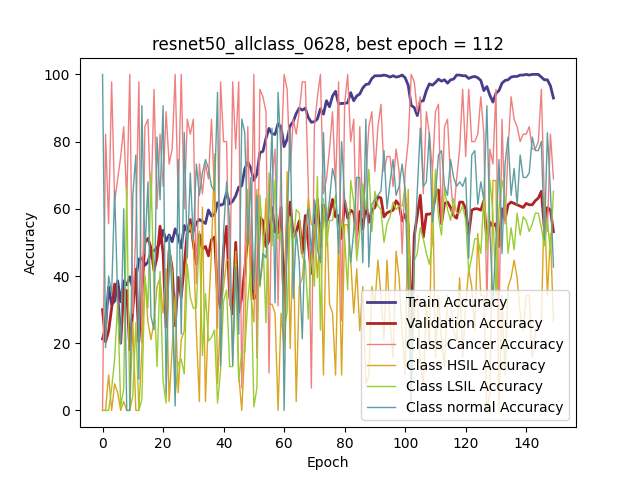 resnet50_allclass_0628, best epoch = 112
100
80
60
40
20
0
Accuracy
Train Accuracy
Validation Accuracy
Class Cancer Accuracy
Class HSIL Accuracy
Class LSIL Accuracy
Class normal Accuracy
0 20 40 60 80 100 120 140
Epoch